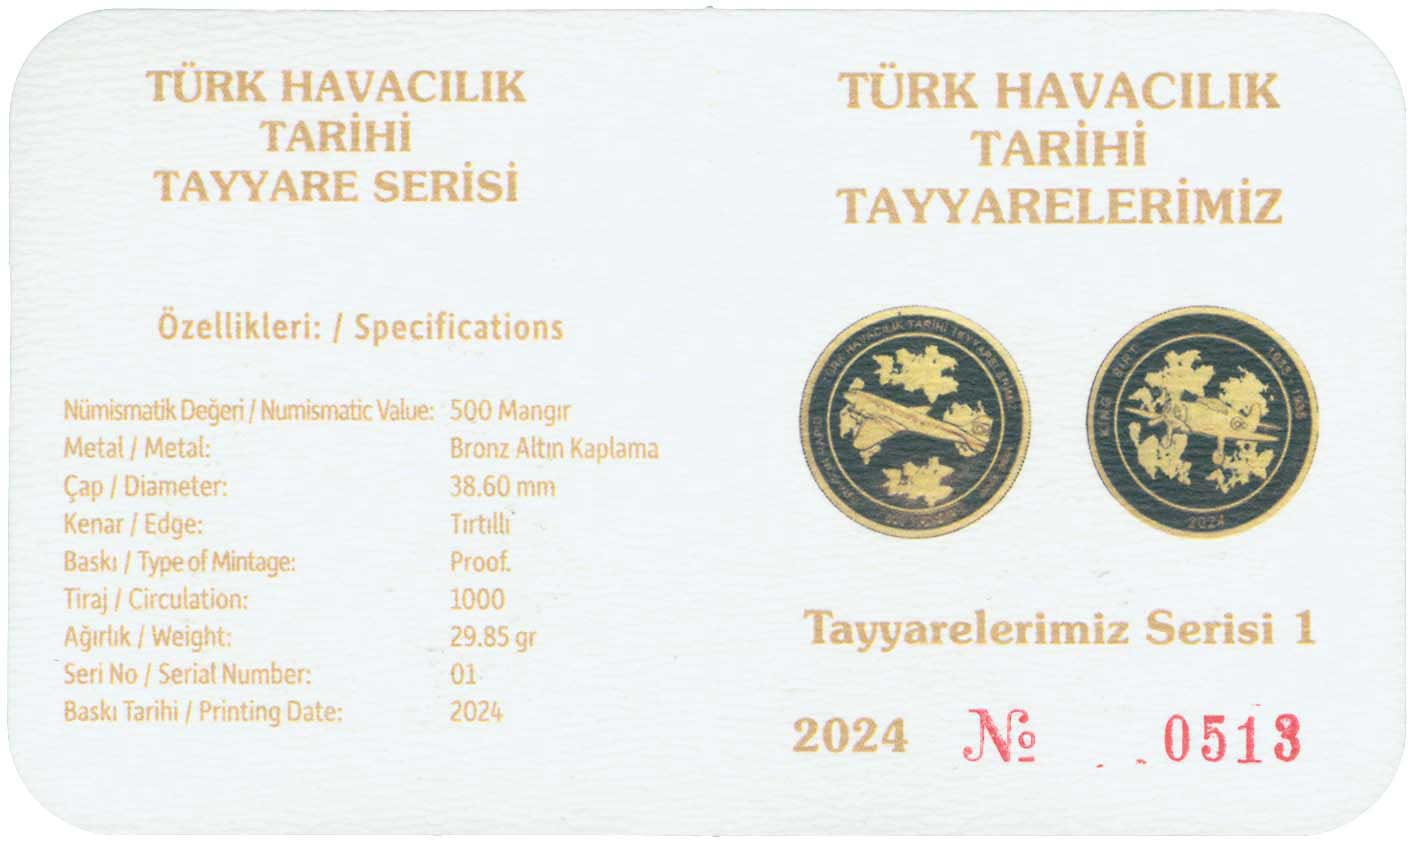 TÜRK HAVACILIK
TARİHİ
TAYYARE SERİSİ
Özellikleri: / Specifications
Nümismatik Değeri / Numismatic Value: 500 Mangır
Metal / Metal: Bronz Altın Kaplama
Çap / Diameter: 38.60 mm
Kenar / Edge: Tırtıllı
Baskı / Type of Mintage: Proof.
Tiraj / Circulation: 1000
Ağırlık / Weight: 29.85 gr
Seri No / Serial Number: 01
Baskı Tarihi / Printing Date: 2024
TÜRK HAVACILIK
TARİHİ
TAYYARELERİMİZ
TÜRK HAVACILIK TARİHİ TAYYARELERİMİZ
2024
Tayyarelerimiz Serisi 1
2024 № 0513